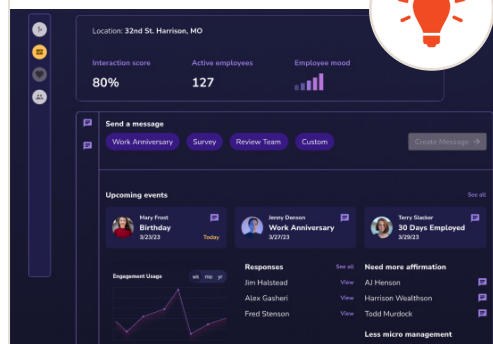 Location: 32nd St. Harrison, MO
Interaction score
Active employees
Employee mood
80%
127
Send a message
Work Anniversary
Survey
Review Team
Custom
Create Message
Upcoming events
See all
Mary Frost
Birthday
3/23/23
Today
Jenny Denson
Work Anniversary
3/27/23
Terry Slacker
30 Days Employed
3/29/23
Engagement Usage
wk mo yr
Responses
See all
Jim Halstead
View
Alex Gasheri
View
Fred Stenson
View
Need more affirmation
AJ Henson
Harrison Wealthson
Todd Murdock
Less micro management